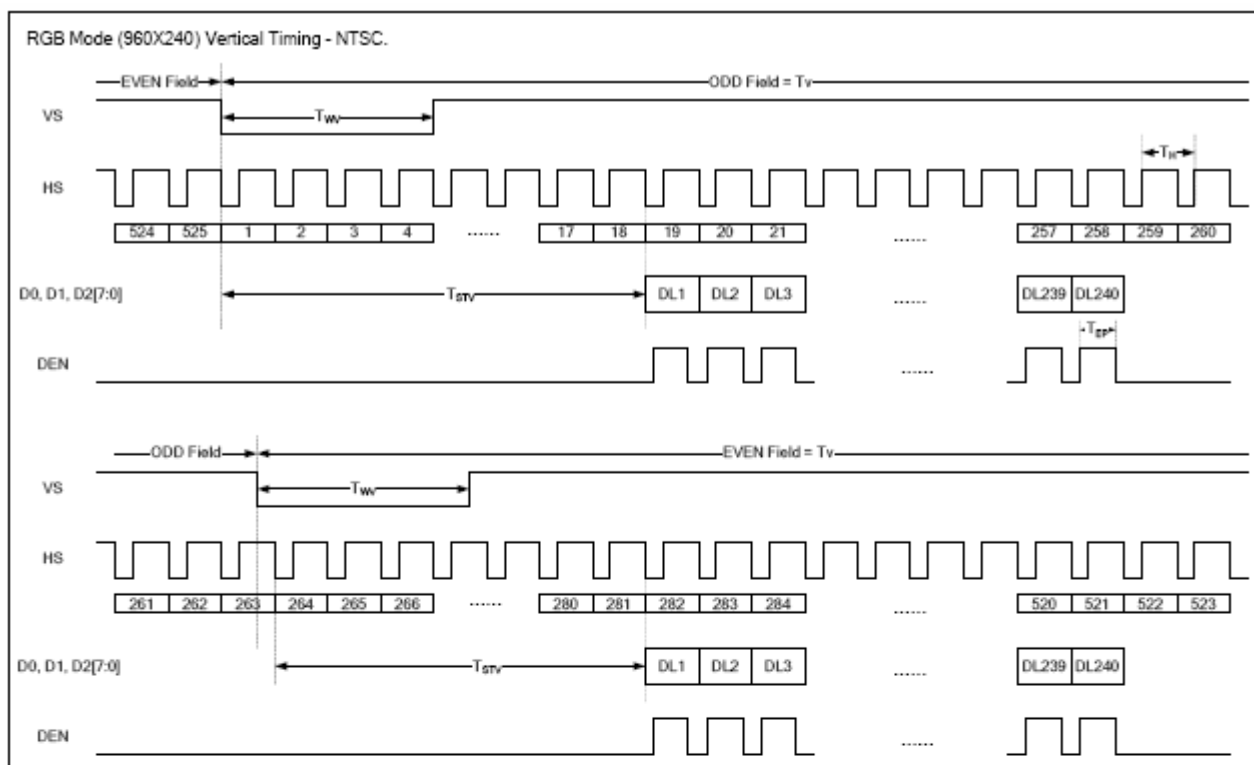 RGB Mode (960X240) Vertical Timing - NTSC.
EVEN Field ODD Field = Tv
VS TWV
TH
HS
524 525 1 2 3 4 ...... 17 18 19 20 21 ...... 257 258 259 260
D0, D1, D2[7:0] TSTV DL1 DL2 DL3 ...... DL239 DL240
TEP
DEN ......
ODD Field EVEN Field = Tv
VS TWV
HS
261 262 263 264 265 266 ...... 280 281 282 283 284 ...... 520 521 522 523
D0, D1, D2[7:0] TSTV DL1 DL2 DL3 ...... DL239 DL240
DEN ......